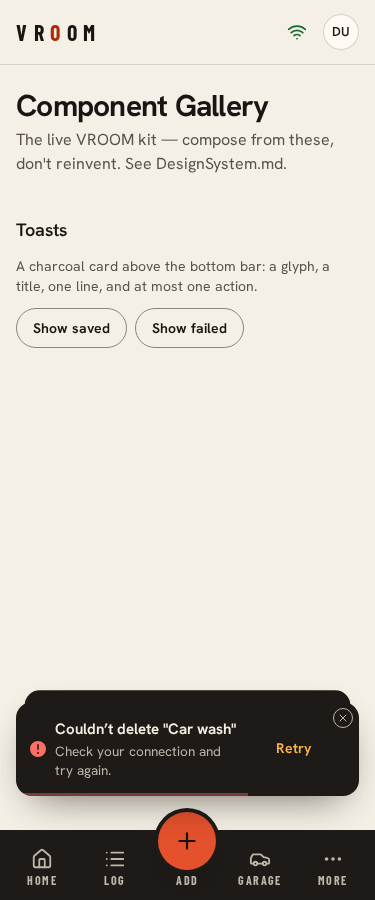 VROOM
DU
Component Gallery
The live VROOM kit — compose from these,
don't reinvent. See DesignSystem.md.
Toasts
A charcoal card above the bottom bar: a glyph, a
title, one line, and at most one action.
Show saved
Show failed
Couldn’t delete "Car wash"
Check your connection and
try again.
Retry
HOME
LOG
ADD
GARAGE
MORE